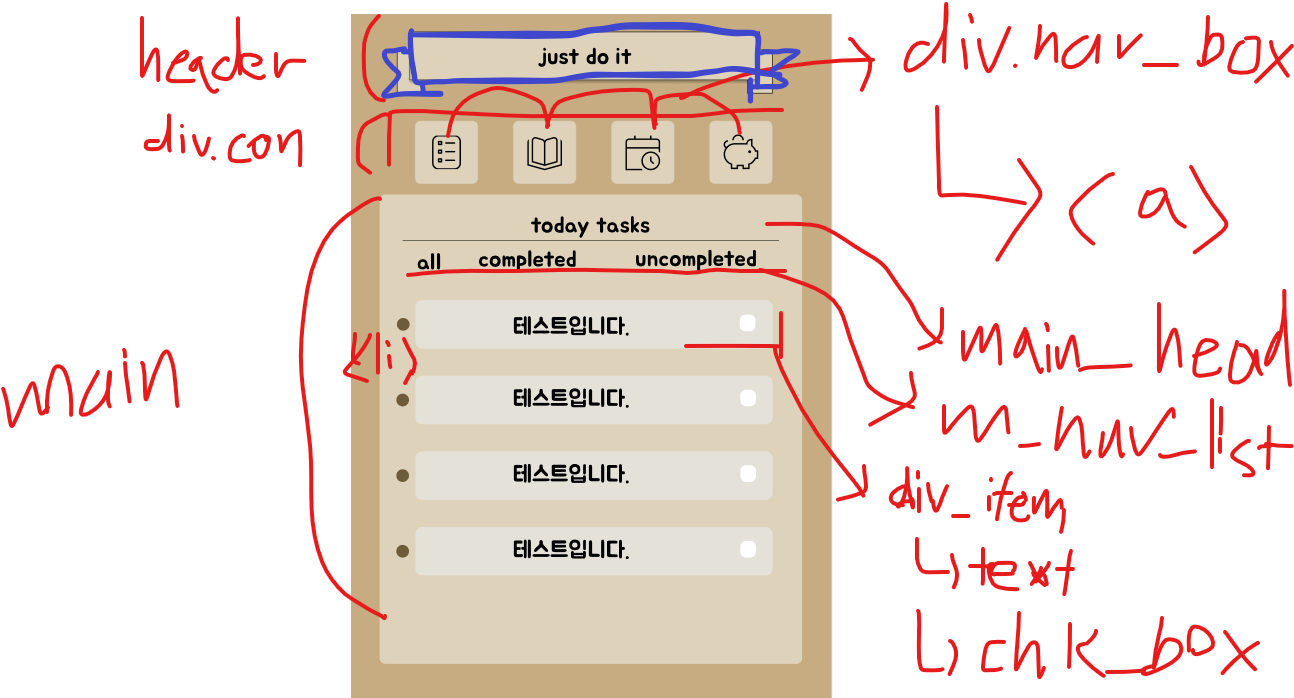 header
just do it
div.nav_box
div.con
<a>
today tasks
all completed uncompleted
테스트입니다.
<li>
main_head
main
테스트입니다.
m_nav_list
테스트입니다.
div_item
테스트입니다.
text
chk_box